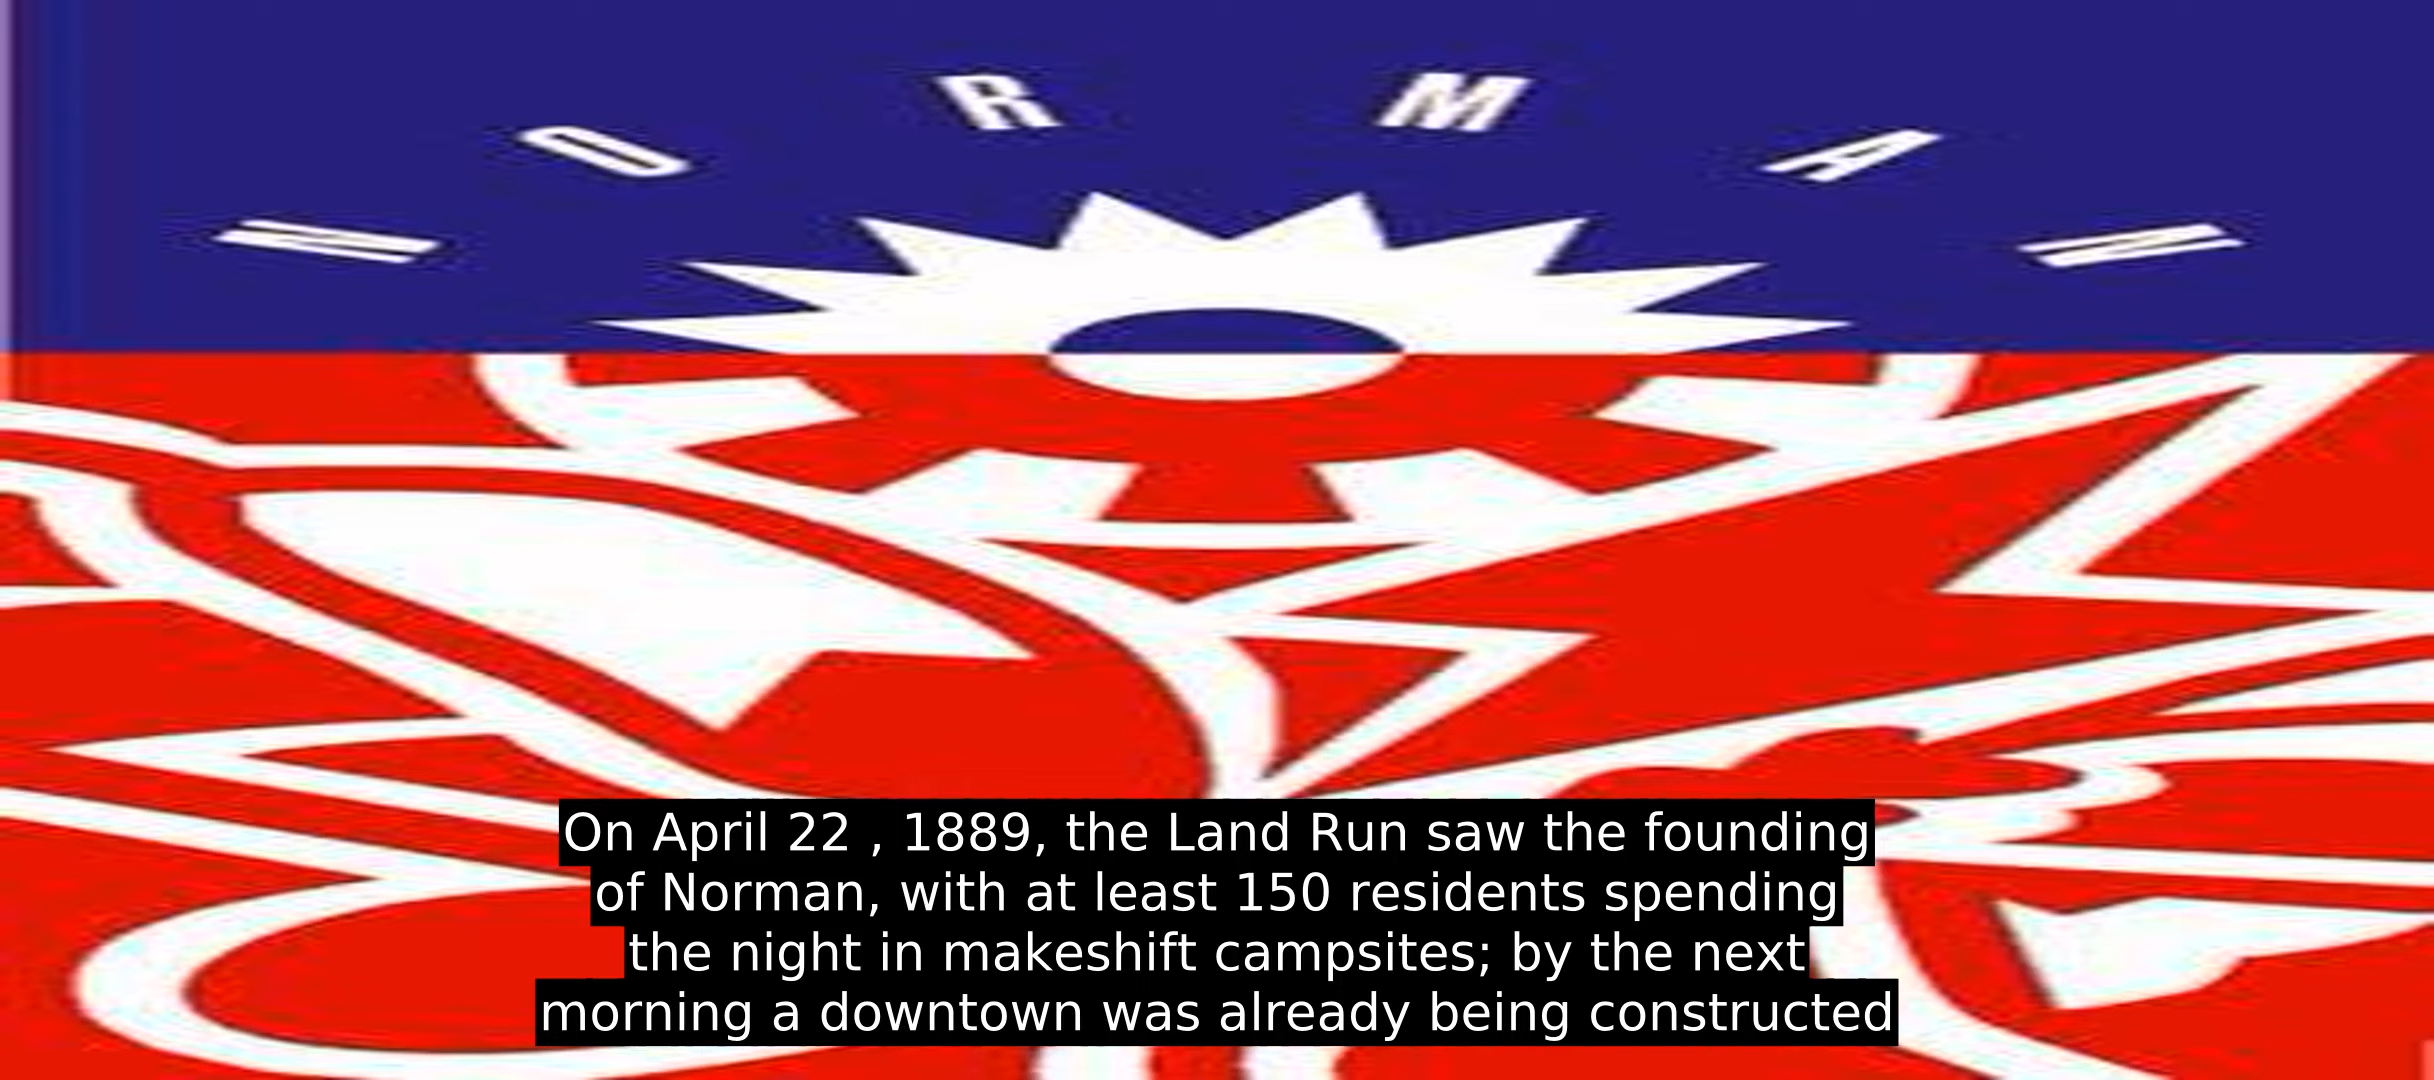 NORMAN
On April 22 , 1889, the Land Run saw the founding
of Norman, with at least 150 residents spending
the night in makeshift campsites; by the next
morning a downtown was already being constructed